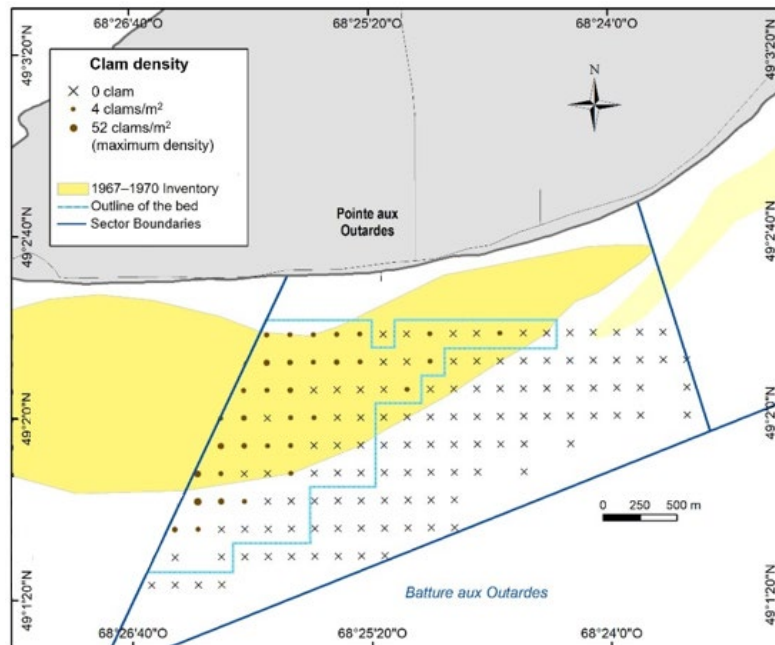 68°26'40"O 68°25'20"O 68°24'0"O
49°3'20"N
49°3'20"N
Clam density
0 clam
4 clams/m²
52 clams/m²
(maximum density)
1967–1970 Inventory
Outline of the bed
Sector Boundaries
N
Pointe aux
Outardes
49°2'40"N
49°2'40"N
49°2'0"N
49°2'0"N
0 250 500 m
Batture aux Outardes
49°1'20"N
49°1'20"N
68°26'40"O 68°25'20"O 68°24'0"O